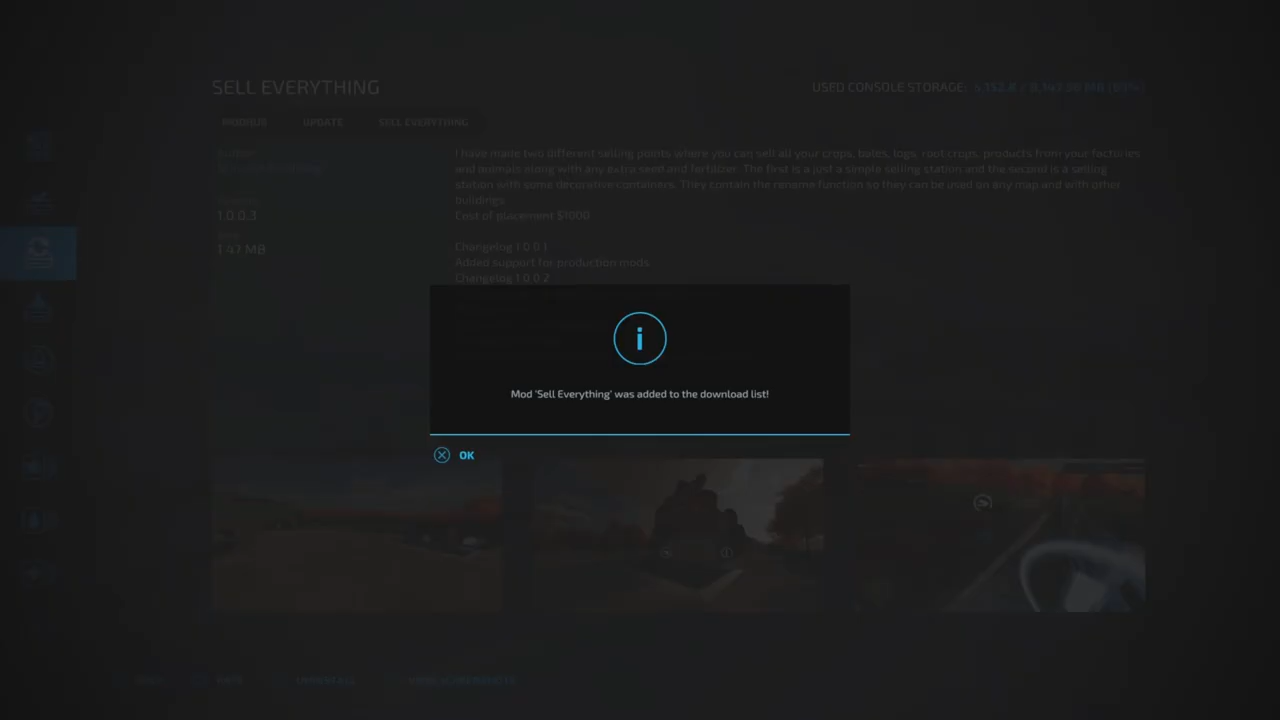 SELL EVERYTHING
USED CONSOLE STORAGE:
MODHUB UPDATE SELL EVERYTHING
I have made two different selling points where you can sell all your crops, bales, logs, root crops, products from your factories
and animals along with any extra seed and fertilizer. The first is a just a simple selling station and the second is a selling
station with some decorative containers. They contain the rename function so they can be used on any map and with other
buildings.
Cost of placement $1000
1.0.0.3
1.47 MB
Changelog 1.0.0.1
Added support for production mods.
Changelog 1.0.0.2
i
Mod 'Sell Everything' was added to the download list!
OK
RATE UNINSTALL